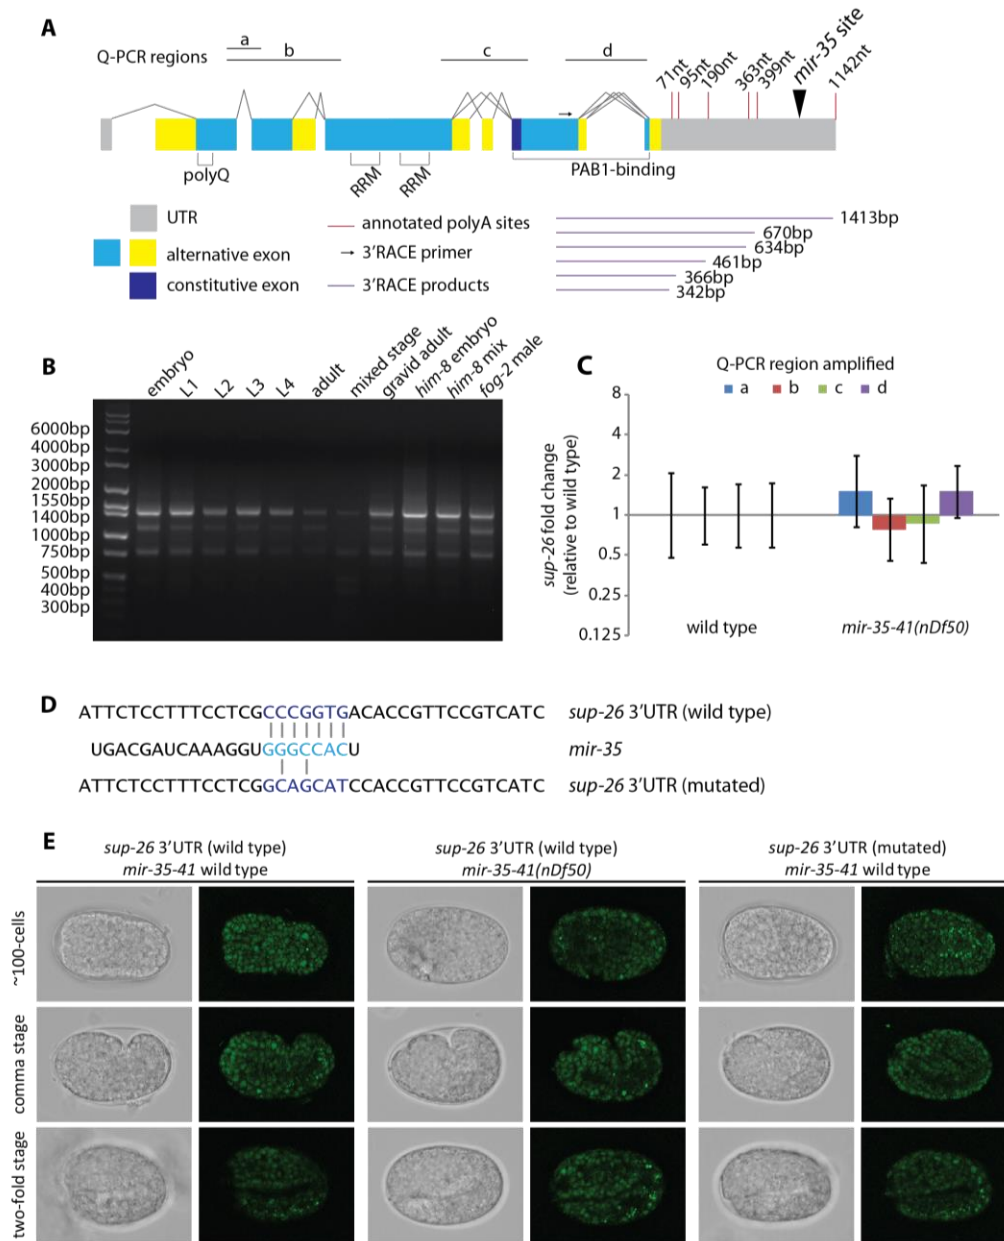 A
Q-PCR regions
a
b
c
d
71nt
95nt
190nt
363nt
399nt
mir-35 site
1142nt
polyQ
RRM
RRM
PAB1-binding
UTR
alternative exon
constitutive exon
annotated polyA sites
3'RACE primer
3'RACE products
1413bp
670bp
634bp
461bp
366bp
342bp
B
embryo
L1
L2
L3
L4
adult
mixed stage
gravid adult
him-8 embryo
him-8 mix
fog-2 male
6000bp
4000bp
3000bp
2000bp
1550bp
1400bp
1000bp
750bp
500bp
400bp
300bp
C
Q-PCR region amplified
a b c d
sup-26 fold change
(relative to wild type)
8
4
2
1
0.5
0.25
0.125
wild type
mir-35-41(nDf50)
D
ATTCTCCTTTCCTCGCCCGGTGACACCGTTCCGTCATC sup-26 3'UTR (wild type)
UGACGAUCAAAGGUGGGCCACU mir-35
ATTCTCCTTTCCTCGGCAGCATCCACCGTTCCGTCATC sup-26 3'UTR (mutated)
E
sup-26 3'UTR (wild type)
mir-35-41 wild type
sup-26 3'UTR (wild type)
mir-35-41(nDf50)
sup-26 3'UTR (mutated)
mir-35-41 wild type
~100-cells
comma stage
two-fold stage